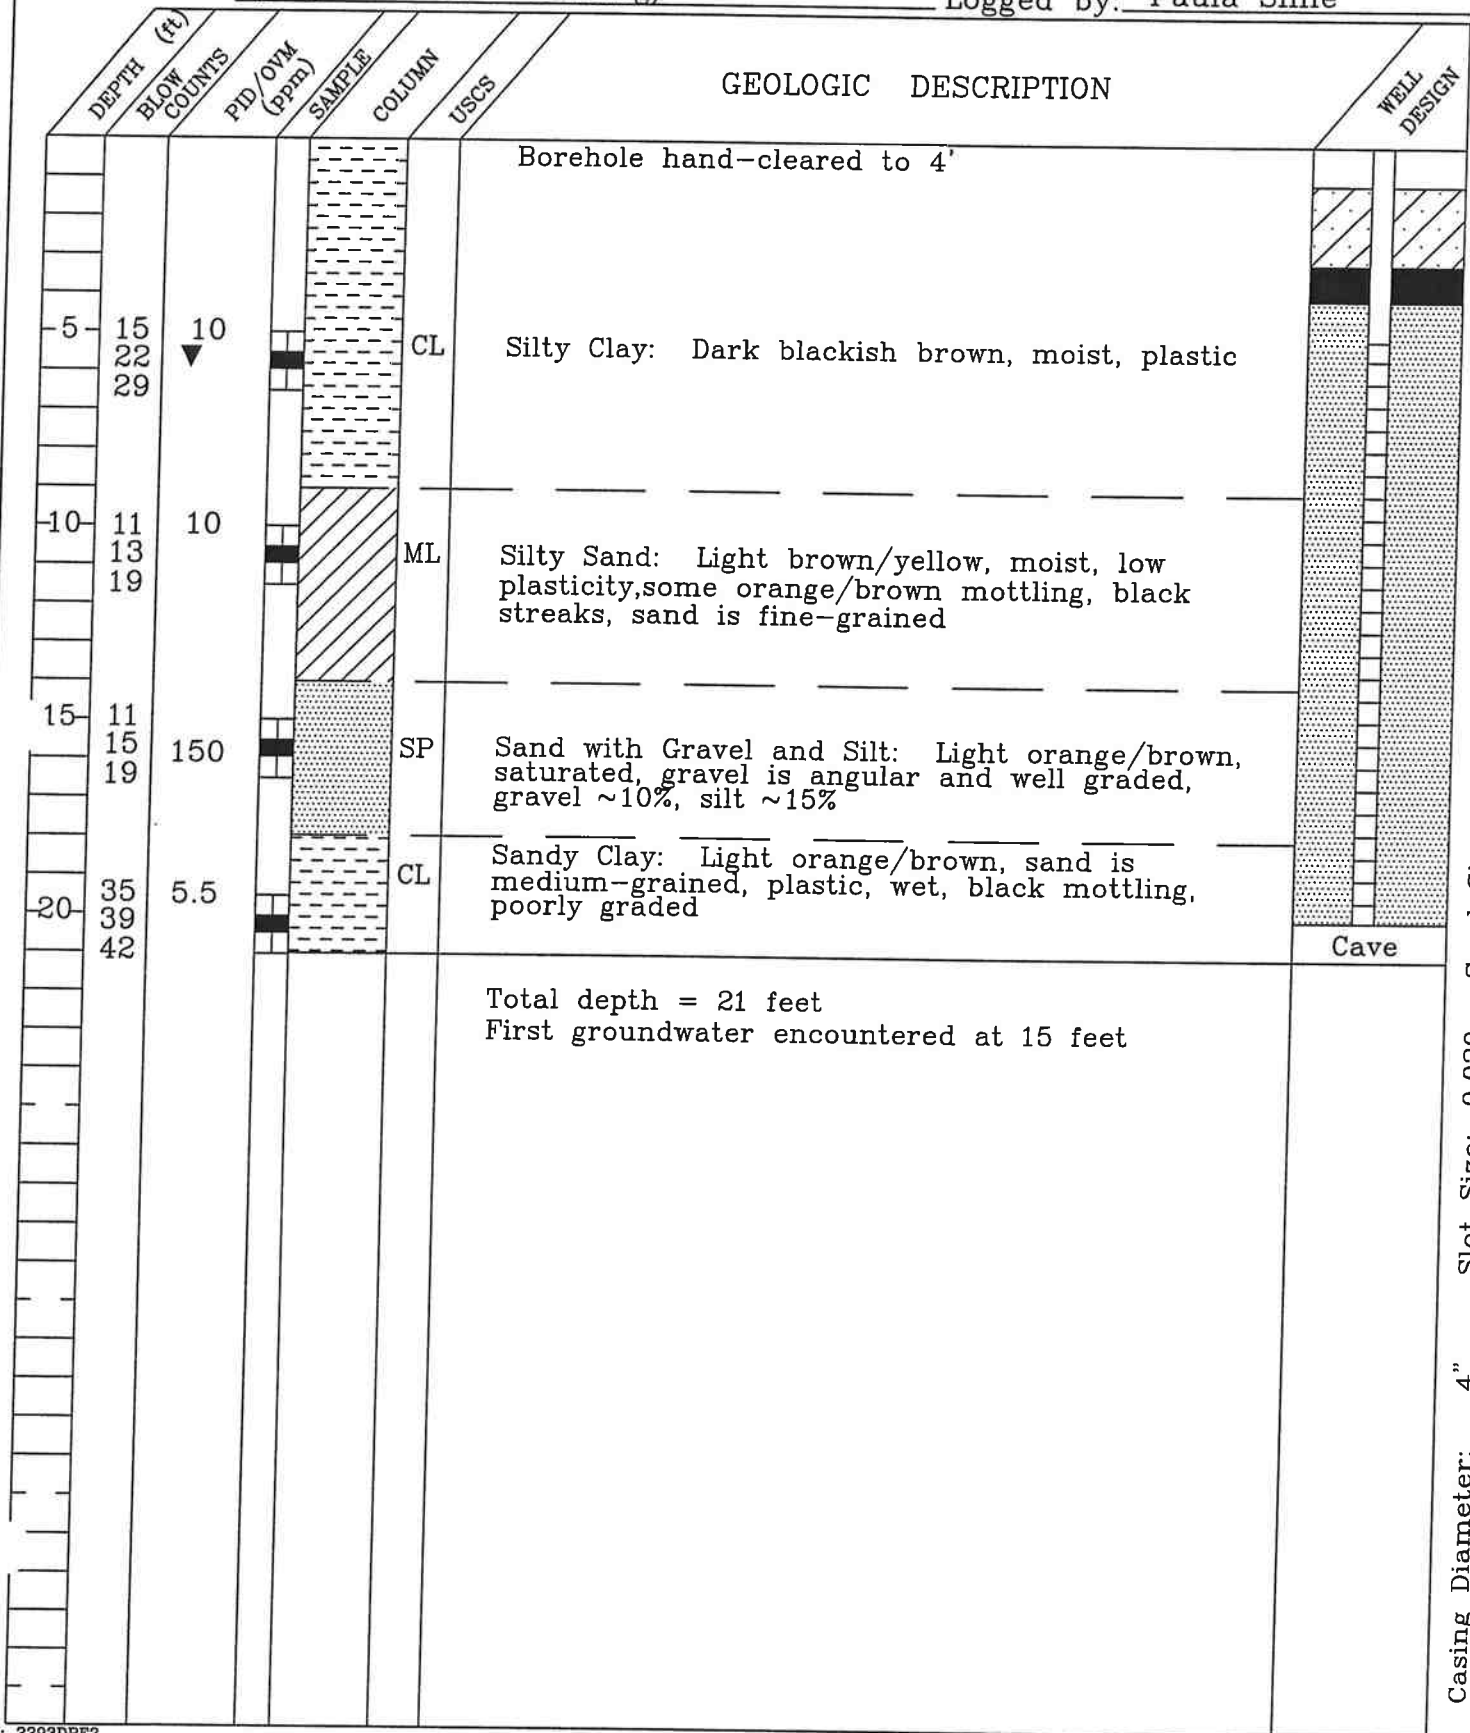 Logged by: Paula
DEPTH (ft)
BLOW COUNTS
PID/OVM (ppm)
SAMPLE
COLUMN
USCS
GEOLOGIC DESCRIPTION
WELL DESIGN
Borehole hand-cleared to 4'
5 15 10
22
29
CL Silty Clay: Dark blackish brown, moist, plastic
10 11 10
13
19
ML Silty Sand: Light brown/yellow, moist, low
plasticity,some orange/brown mottling, black
streaks, sand is fine-grained
15 11
15 150
19
SP Sand with Gravel and Silt: Light orange/brown,
saturated, gravel is angular and well graded,
gravel ~10%, silt ~15%
CL Sandy Clay: Light orange/brown, sand is
medium-grained, plastic, wet, black mottling,
poorly graded
20 35 5.5
39
42
Cave
Total depth = 21 feet
First groundwater encountered at 15 feet
Casing Diameter: 4" Slot Size: